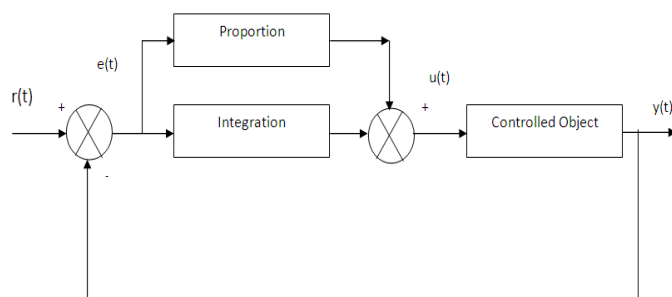 Proportion
e(t)
u(t)
r(t)
+
+
y(t)
Integration
Controlled Object
-